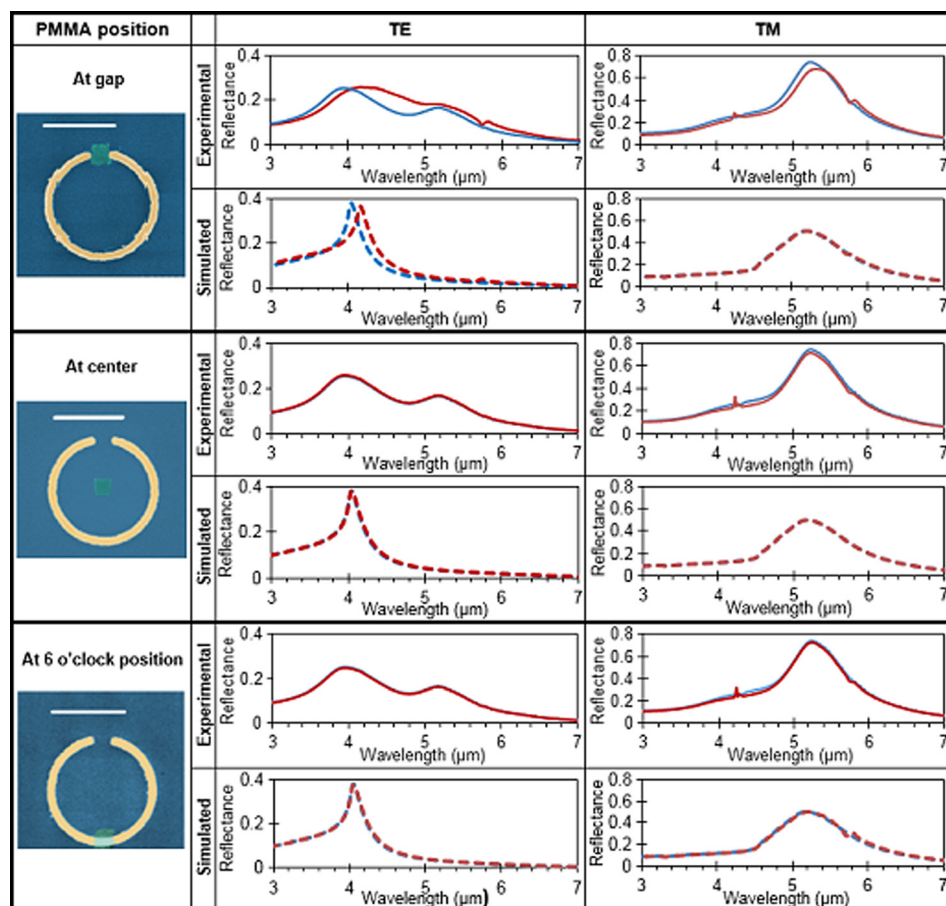 PMMA position TE TM
At gap
Experimental
Reflectance
0.4
0.2
0
3 4 5 6 7
Wavelength (µm)
Reflectance
0.8
0.6
0.4
0.2
0
3 4 5 6 7
Wavelength (µm)
Simulated
Reflectance
0.4
0.2
0
3 4 5 6 7
Wavelength (µm)
Reflectance
0.8
0.6
0.4
0.2
0
3 4 5 6 7
Wavelength (µm)
At center
Experimental
Reflectance
0.4
0.2
0
3 4 5 6 7
Wavelength (µm)
Reflectance
0.8
0.6
0.4
0.2
0
3 4 5 6 7
Wavelength (µm)
Simulated
Reflectance
0.4
0.2
0
3 4 5 6 7
Wavelength (µm)
Reflectance
0.8
0.6
0.4
0.2
0
3 4 5 6 7
Wavelength (µm)
At 6 o'clock position
Experimental
Reflectance
0.4
0.2
0
3 4 5 6 7
Wavelength (µm)
Reflectance
0.8
0.6
0.4
0.2
0
3 4 5 6 7
Wavelength (µm)
Simulated
Reflectance
0.4
0.2
0
3 4 5 6 7
Wavelength (µm)
Reflectance
0.8
0.6
0.4
0.2
0
3 4 5 6 7
Wavelength (µm)